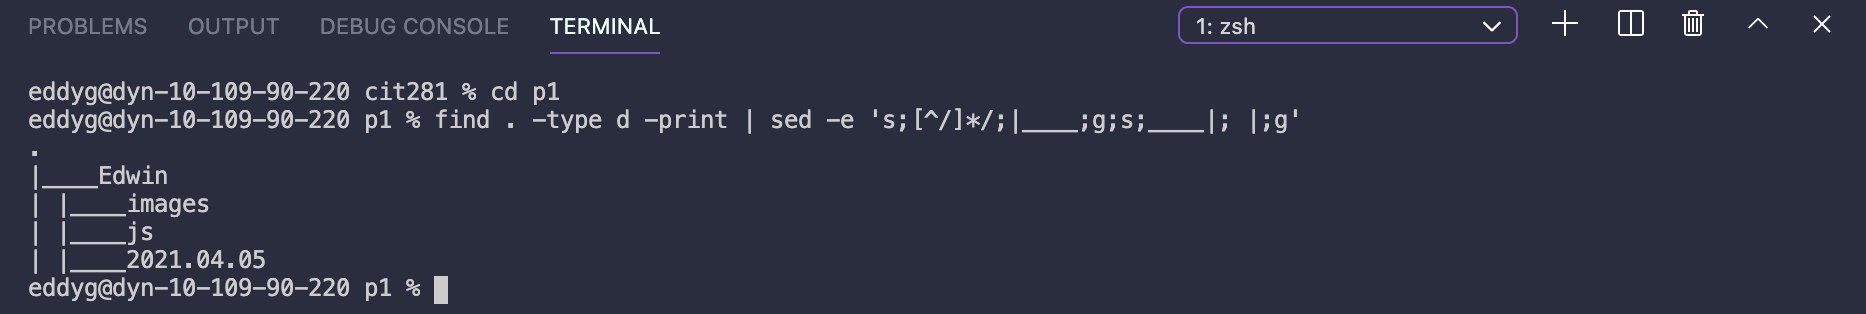 PROBLEMS OUTPUT DEBUG CONSOLE TERMINAL 1: zsh
eddyg@dyn-10-109-90-220 cit281 % cd p1
eddyg@dyn-10-109-90-220 p1 % find . -type d -print | sed -e 's;[^/]*/;|____;g;s;____|; |;g'
.
|____Edwin
| |____images
| |____js
| |____2021.04.05
eddyg@dyn-10-109-90-220 p1 %